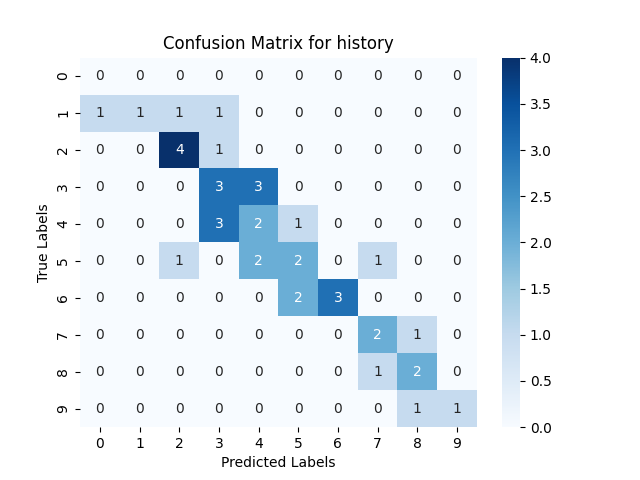 Confusion Matrix for history
0 0 0 0 0 0 0 0 0 0 0
1 1 1 1 1 0 0 0 0 0 0
2 0 0 4 1 0 0 0 0 0 0
3 0 0 0 3 3 0 0 0 0 0
4 0 0 0 3 2 1 0 0 0 0
5 0 0 1 0 2 2 0 1 0 0
6 0 0 0 0 0 2 3 0 0 0
7 0 0 0 0 0 0 0 2 1 0
8 0 0 0 0 0 0 0 1 2 0
9 0 0 0 0 0 0 0 0 1 1
0 1 2 3 4 5 6 7 8 9
True Labels
Predicted Labels
4.0
3.5
3.0
2.5
2.0
1.5
1.0
0.5
0.0